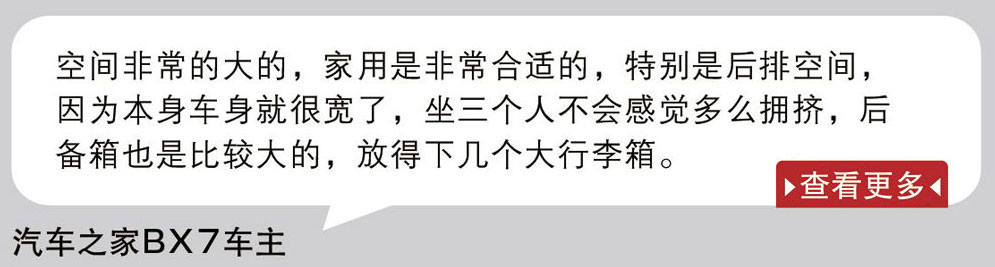 空间非常的大的，家用是非常合适的，特别是后排空间，
因为本身车身就很宽了，坐三个人不会感觉多么拥挤，后
备箱也是比较大的，放得下几个大行李箱。
查看更多
汽车之家BX7车主